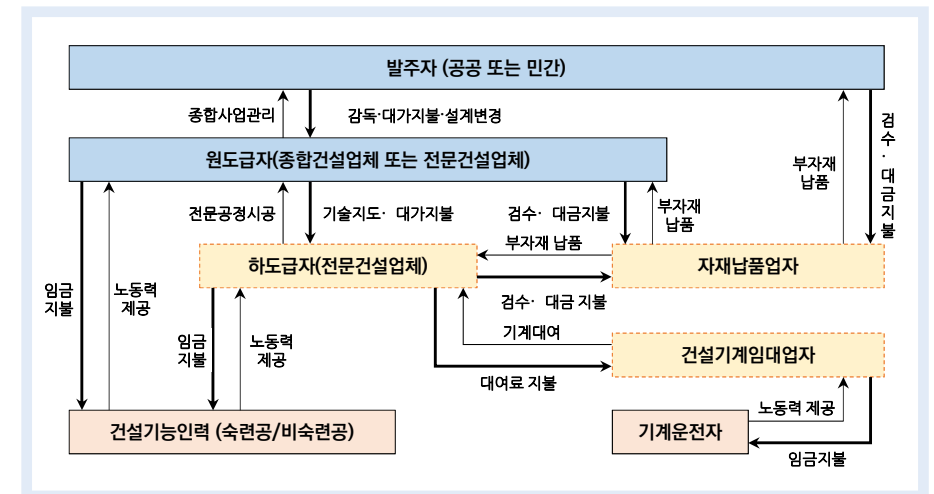 발주자 (공공 또는 민간)
종합사업관리
감독·대가지불·설계변경
검수·대금지불
원도급자(종합건설업체 또는 전문건설업체)
부자재
납품
전문공정시공
기술지도· 대가지불
검수· 대금지불
부자재
납품
부자재 납품
하도급자(전문건설업체)
자재납품업자
임금
지불
노동력
제공
임금
지불
노동력
제공
검수· 대금 지불
기계대여
건설기계임대업자
대여료 지불
노동력 제공
건설기능인력 (숙련공/비숙련공)
기계운전자
임금지불